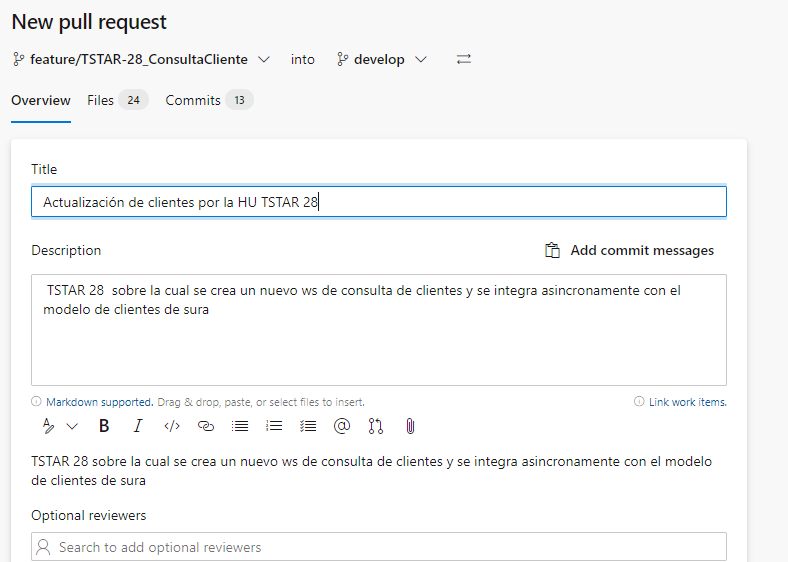 New pull request
feature/TSTAR-28_ConsultaCliente into develop
Overview Files 24 Commits 13
Title
Actualización de clientes por la HU TSTAR 28
Description Add commit messages
TSTAR 28 sobre la cual se crea un nuevo ws de consulta de clientes y se integra asincronamente con el
modelo de clientes de sura
Markdown supported. Drag & drop, paste, or select files to insert. Link work items.
B I </> @
TSTAR 28 sobre la cual se crea un nuevo ws de consulta de clientes y se integra asincronamente con el modelo
de clientes de sura
Optional reviewers
Search to add optional reviewers